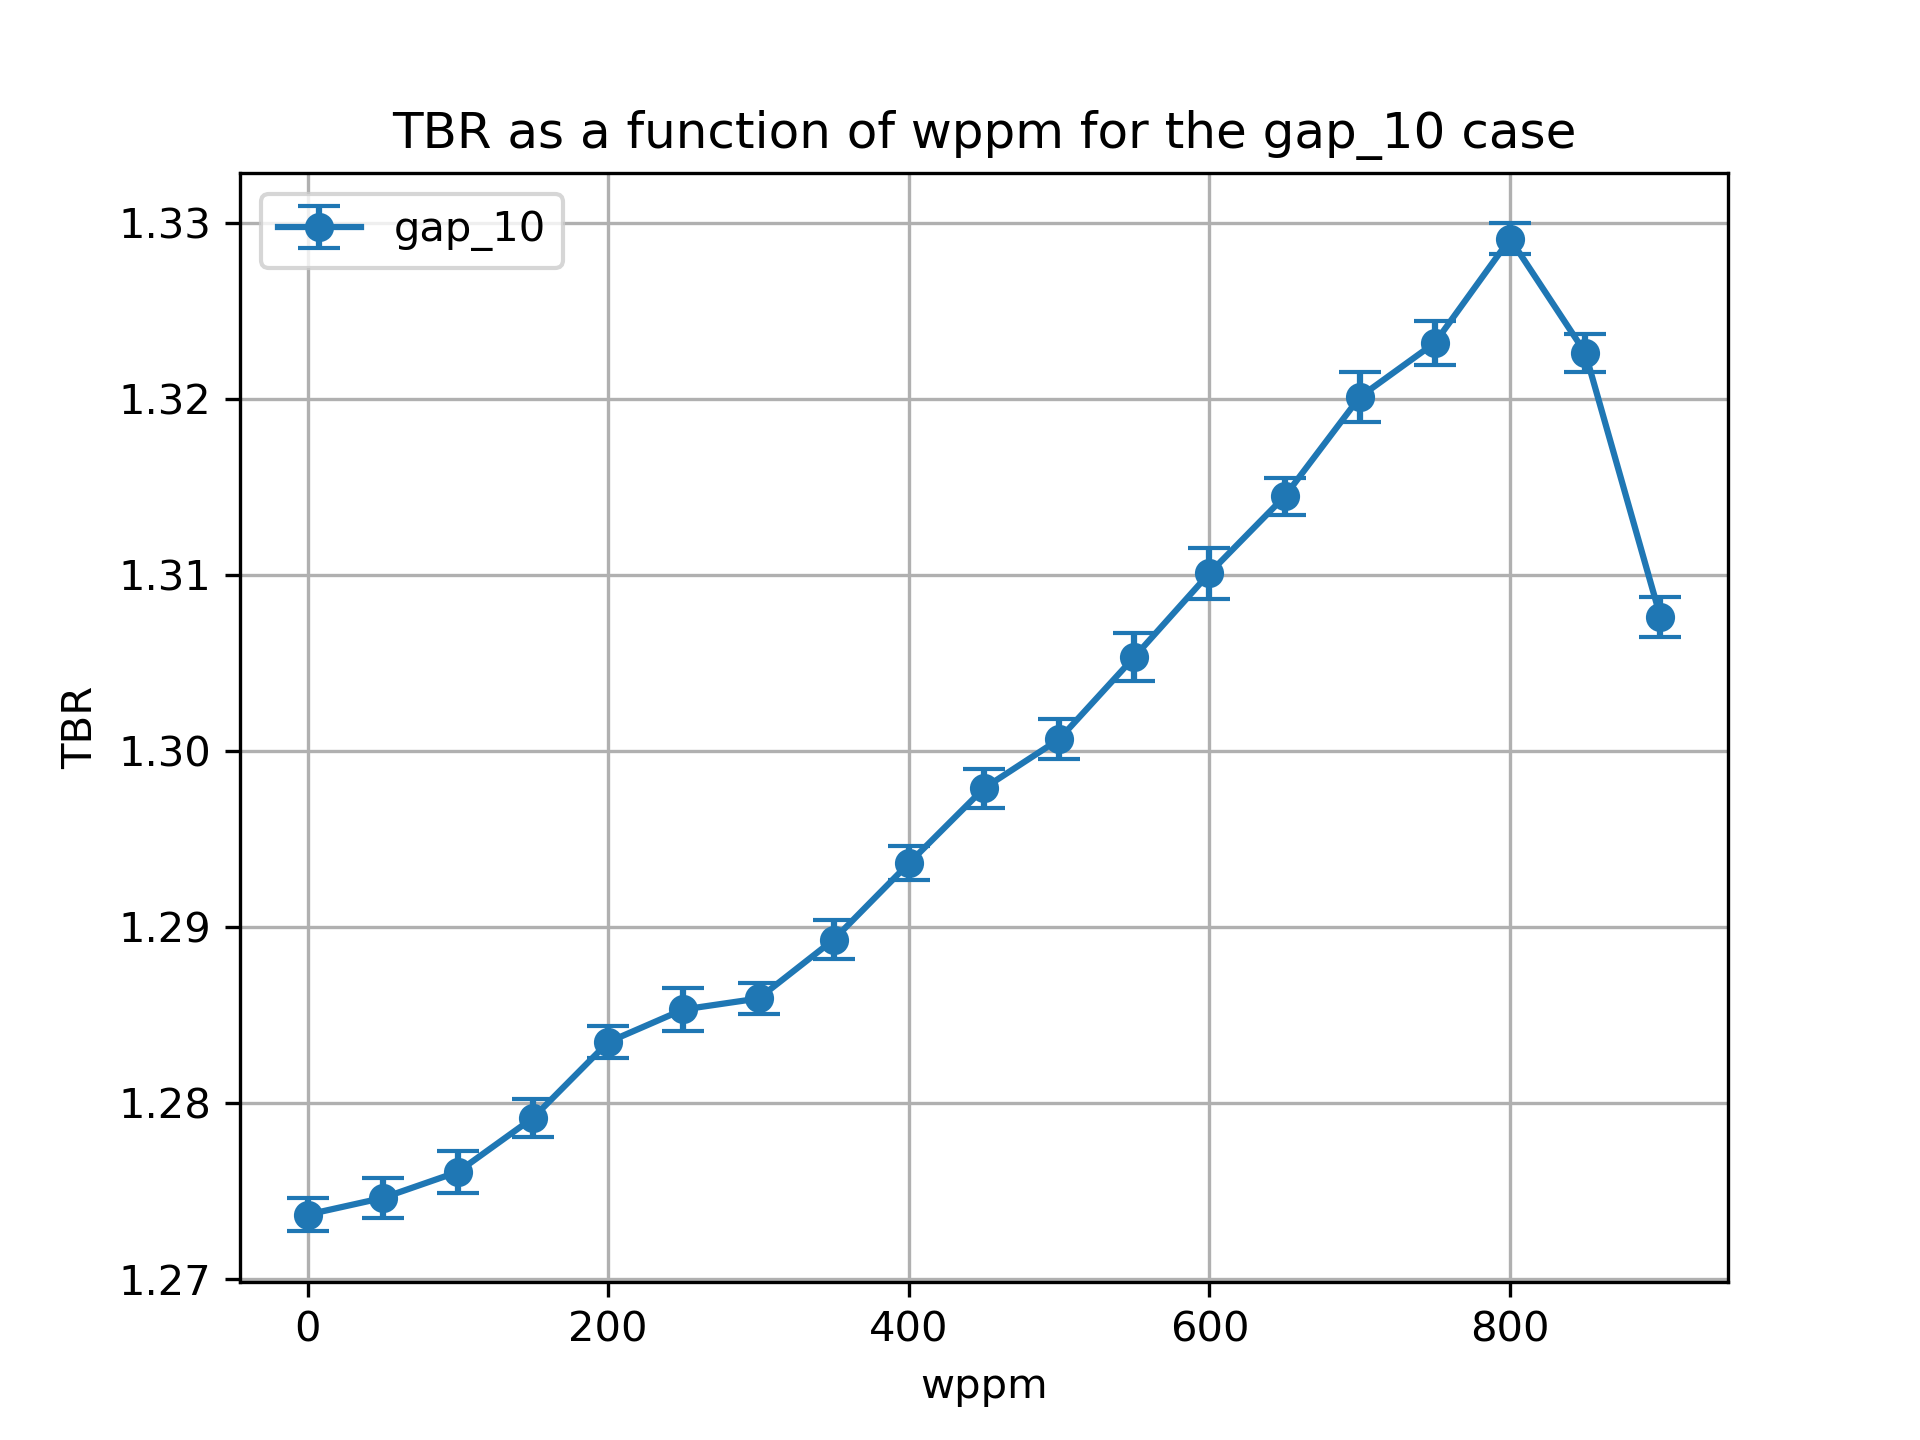 TBR as a function of wppm for the gap_10 case
gap_10
1.33
1.32
1.31
1.30
1.29
1.28
1.27
TBR
0 200 400 600 800
wppm